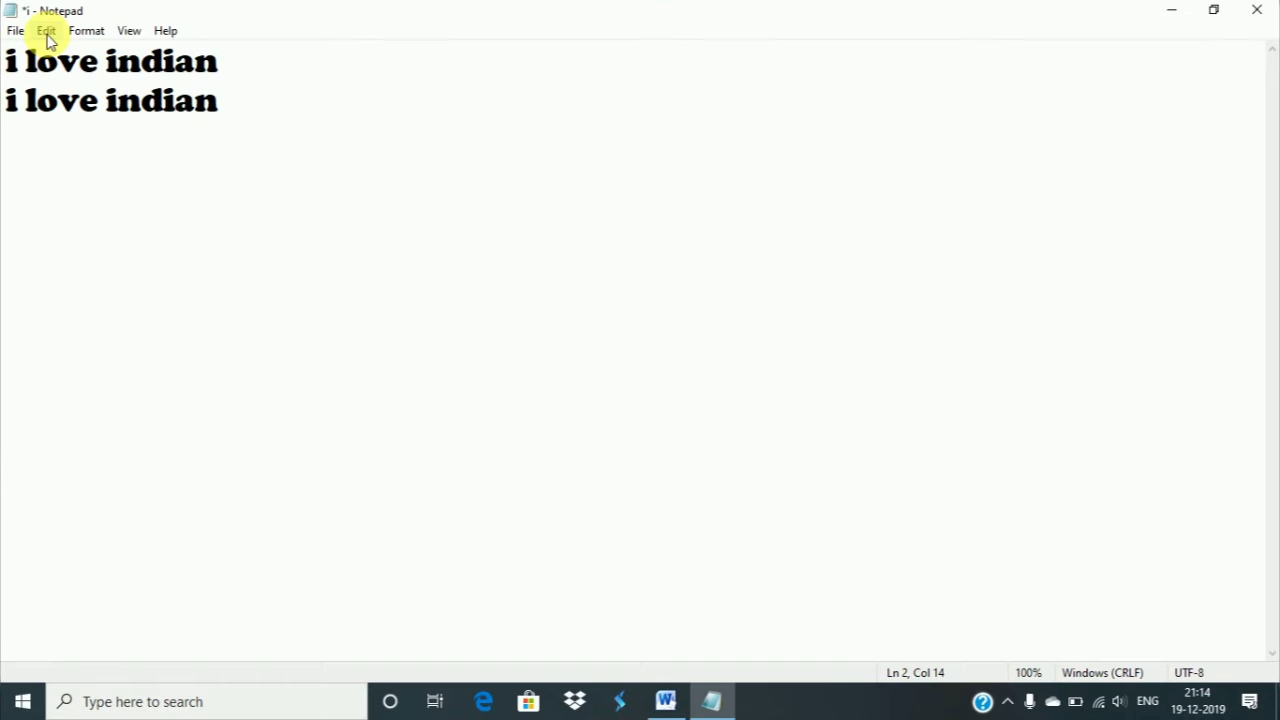 *i - Notepad
File Edit Format View Help
i love indian
i love indian
Ln 2, Col 14 100% Windows (CRLF) UTF-8
Type here to search
ENG
21:14
19-12-2019